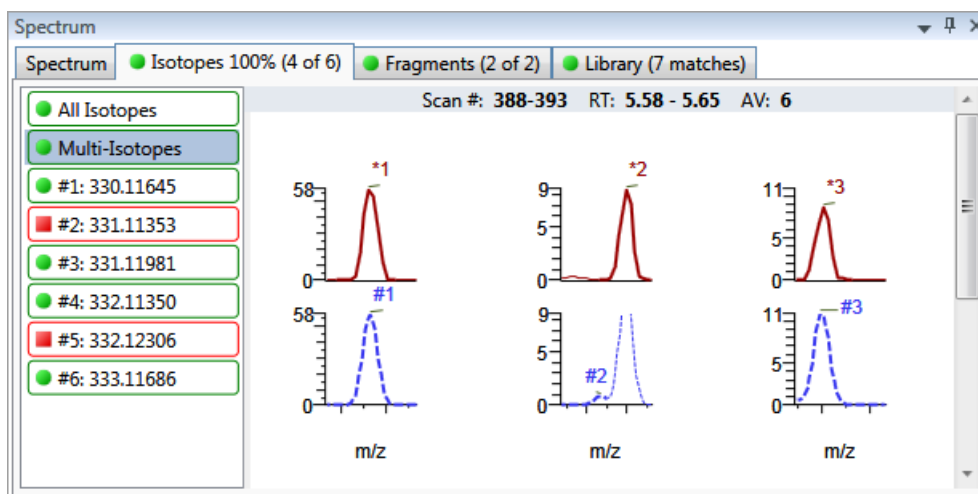 Spectrum
Spectrum Isotopes 100% (4 of 6) Fragments (2 of 2) Library (7 matches)
Scan #: 388-393 RT: 5.58 - 5.65 AV: 6
All Isotopes
Multi-Isotopes
#1: 330.11645
#2: 331.11353
#3: 331.11981
#4: 332.11350
#5: 332.12306
#6: 333.11686
*1 *2 *3
58 9 11
5 5
0 0 0
#1 #2 #3
58 9 11
5 5
0 0 0
m/z m/z m/z